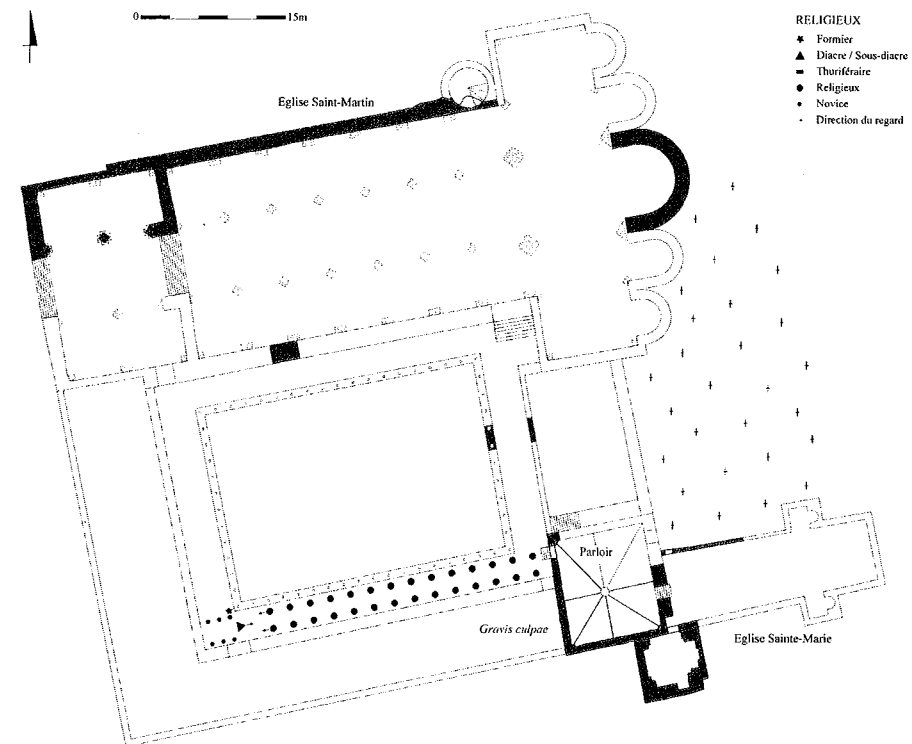 0 15m
RELIGIEUX
Formier
Diacre / Sous-diacre
Thuriféraire
Religieux
Novice
Direction du regard
Eglise Saint-Martin
Parloir
Gravis culpae
Eglise Sainte-Marie